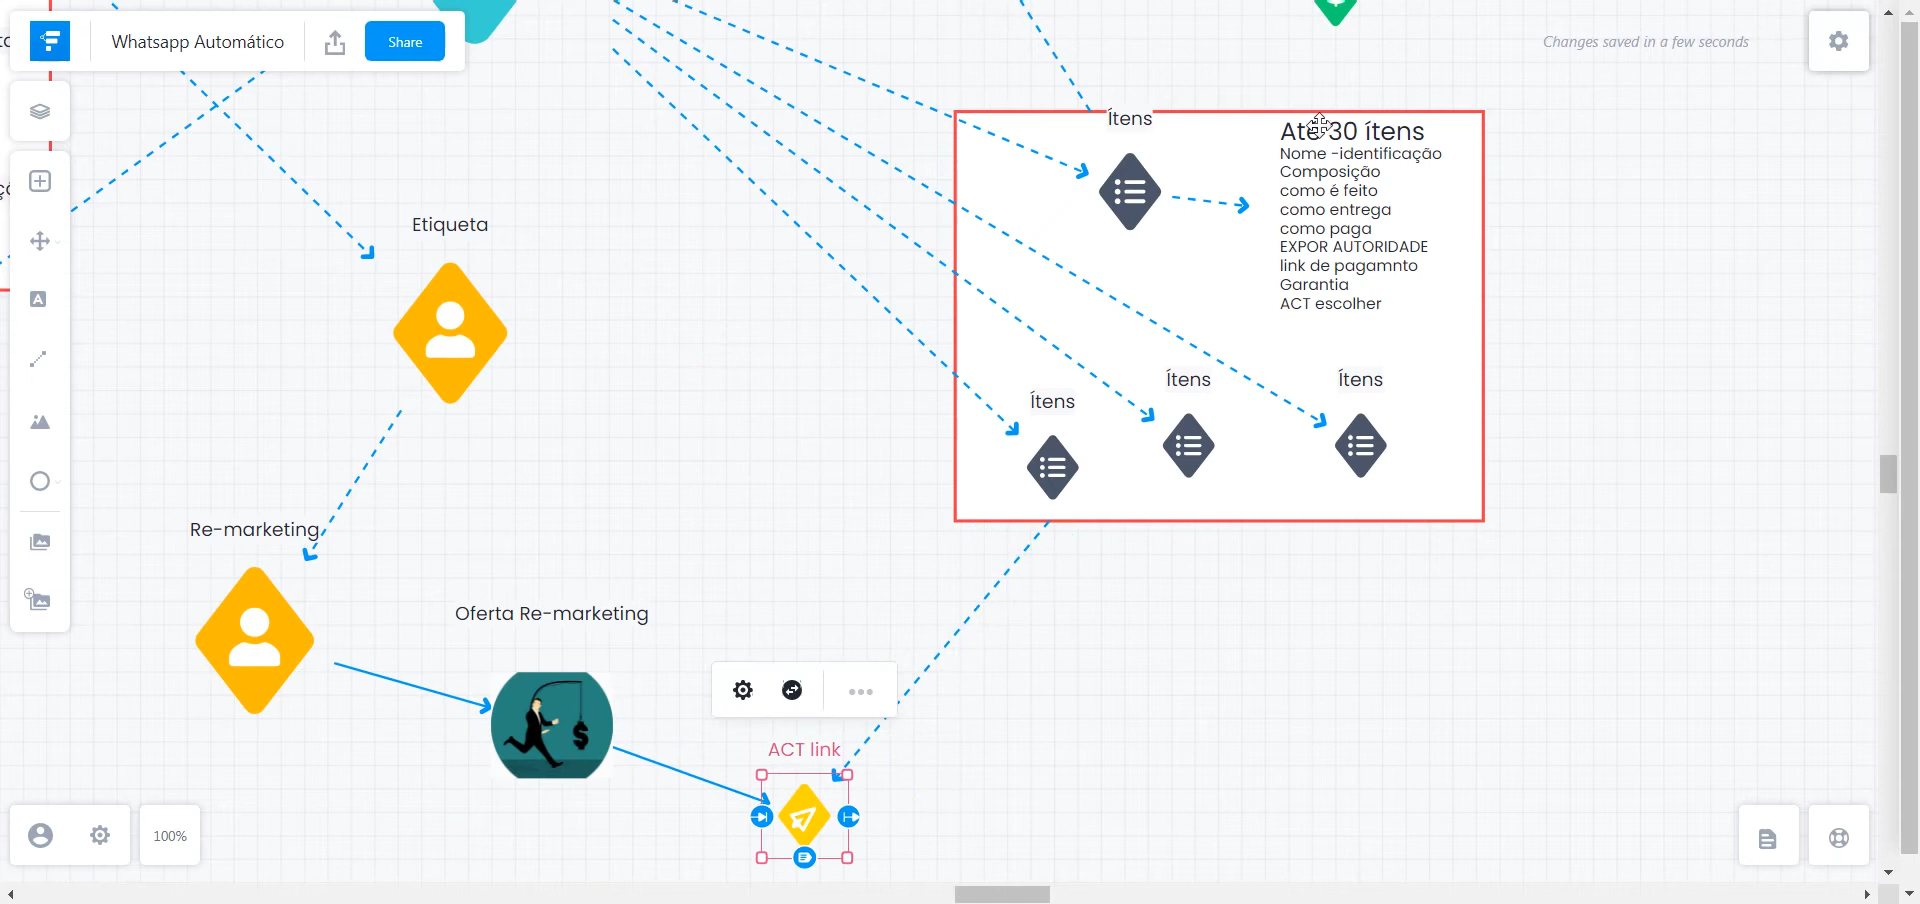 Whatsapp Automático
Share
Changes saved in a few seconds
Ítens
Até 30 ítens
Nome -identificação
Composição
como é feito
como entrega
como paga
EXPOR AUTORIDADE
link de pagamnto
Garantia
ACT escolher
Etiqueta
Ítens
Ítens
Ítens
Re-marketing
Oferta Re-marketing
ACT link
100%